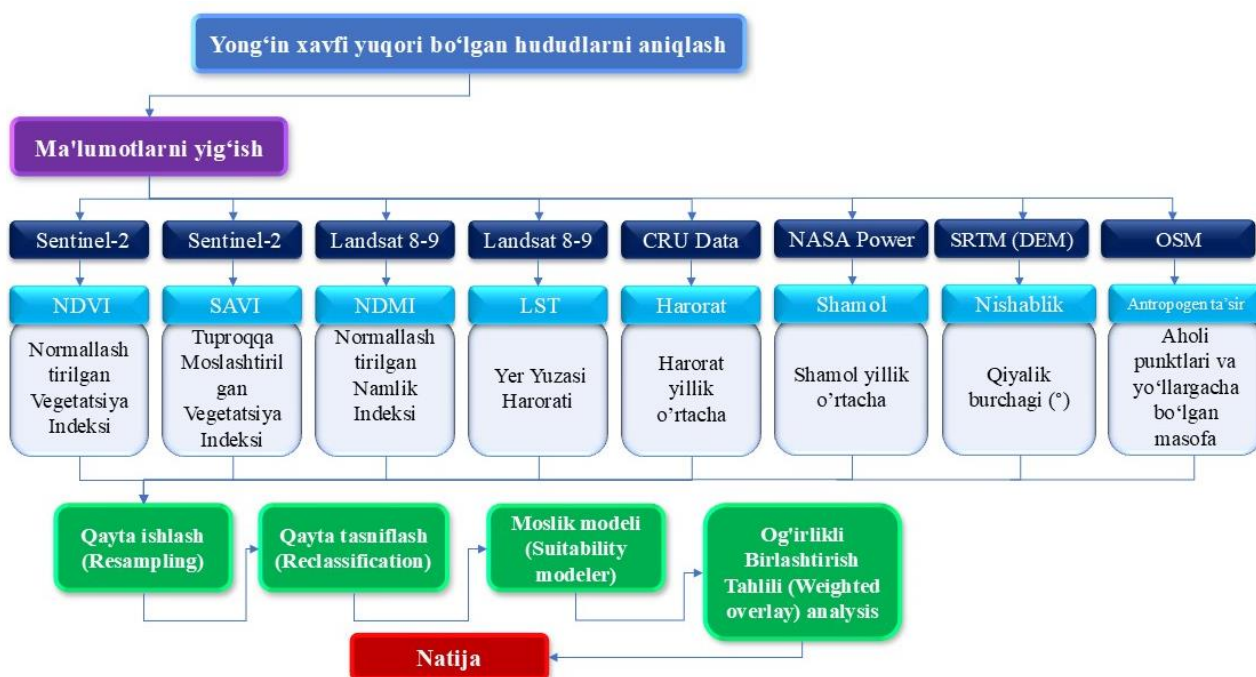 Yong‘in xavfi yuqori bo‘lgan hududlarni aniqlash
Ma'lumotlarni yig‘ish
Sentinel-2
Sentinel-2
Landsat 8-9
Landsat 8-9
CRU Data
NASA Power
SRTM (DEM)
OSM
NDVI
SAVI
NDMI
LST
Harorat
Shamol
Nishablik
Antropogen ta’sir
Normallash
tirilgan
Vegetatsiya
Indeksi
Tuproqqa
Moslashtiril
gan
Vegetatsiya
Indeksi
Normallash
tirilgan
Namlik
Indeksi
Yer Yuzasi
Harorati
Harorat
yillik
o’rtacha
Shamol yillik
o’rtacha
Qiyalik
burchagi (°)
Aholi
punktlari va
yo‘llargacha
bo‘lgan
masofa
Qayta ishlash
(Resampling)
Qayta tasniflash
(Reclassification)
Moslik modeli
(Suitability
modeler)
Og'irlikli
Birlashtirish
Tahlili (Weighted
overlay) analysis
Natija